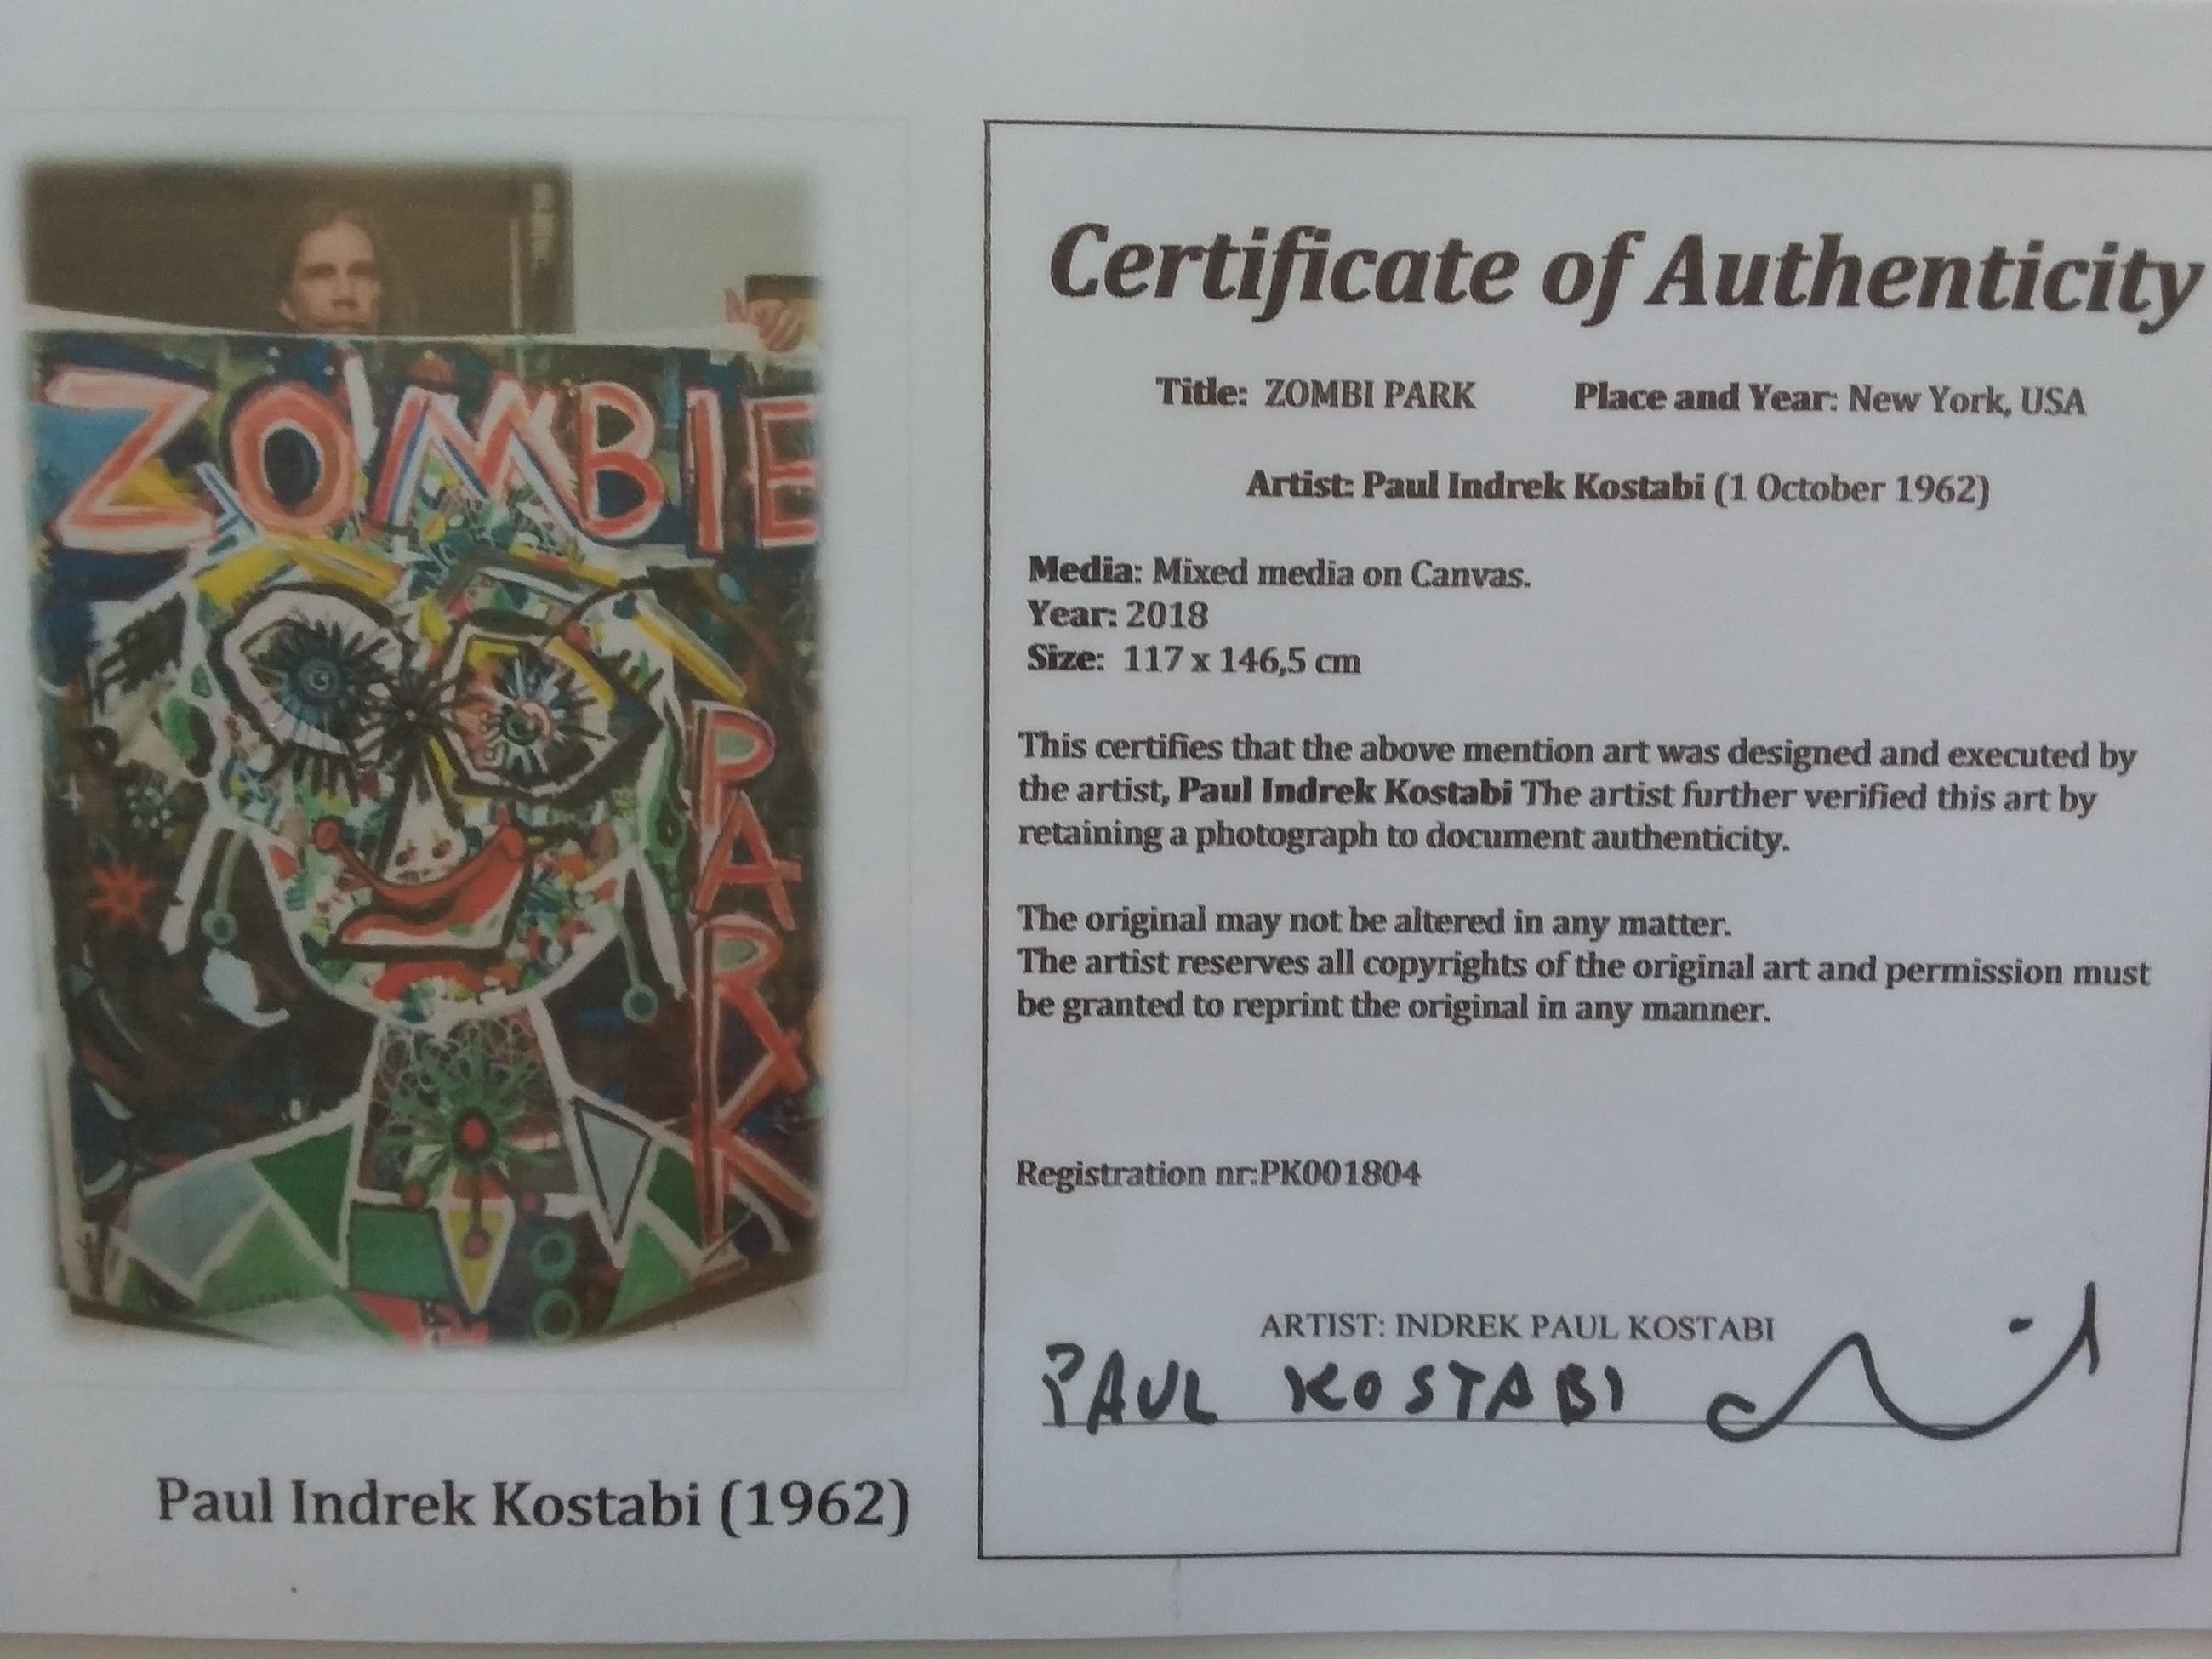 ZOMBIE
PARK
Paul Indrek Kostabi (1962)
Certificate of Authenticity
Title: ZOMBI PARK Place and Year: New York, USA
Artist: Paul Indrek Kostabi (1 October 1962)
Media: Mixed media on Canvas.
Year: 2018
Size: 117 x 146,5 cm
This certifies that the above mention art was designed and executed by
the artist, Paul Indrek Kostabi The artist further verified this art by
retaining a photograph to document authenticity.
The original may not be altered in any matter.
The artist reserves all copyrights of the original art and permission must
be granted to reprint the original in any manner.
Registration nr:PK001804
ARTIST: INDREK PAUL KOSTABI
PAUL KOSTABI